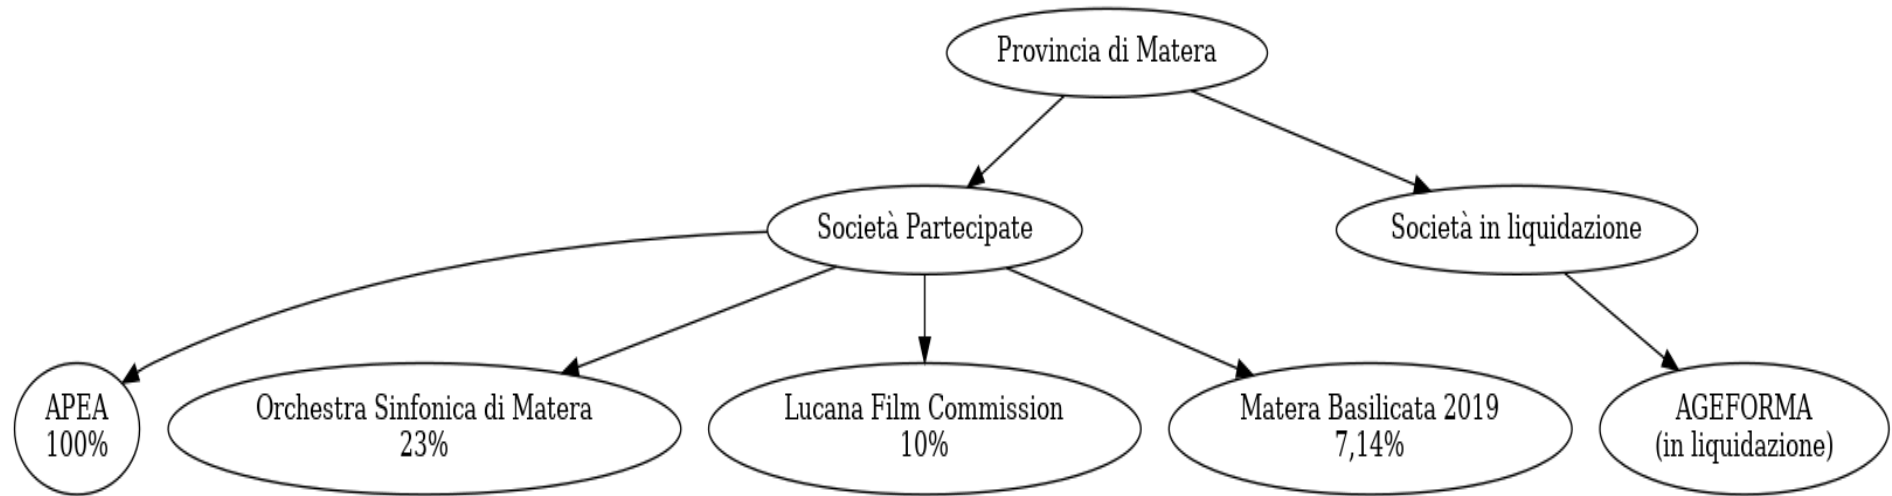 Provincia di Matera
Società Partecipate
Società in liquidazione
APEA
100%
Orchestra Sinfonica di Matera
23%
Lucana Film Commission
10%
Matera Basilicata 2019
7,14%
AGEFORMA
(in liquidazione)